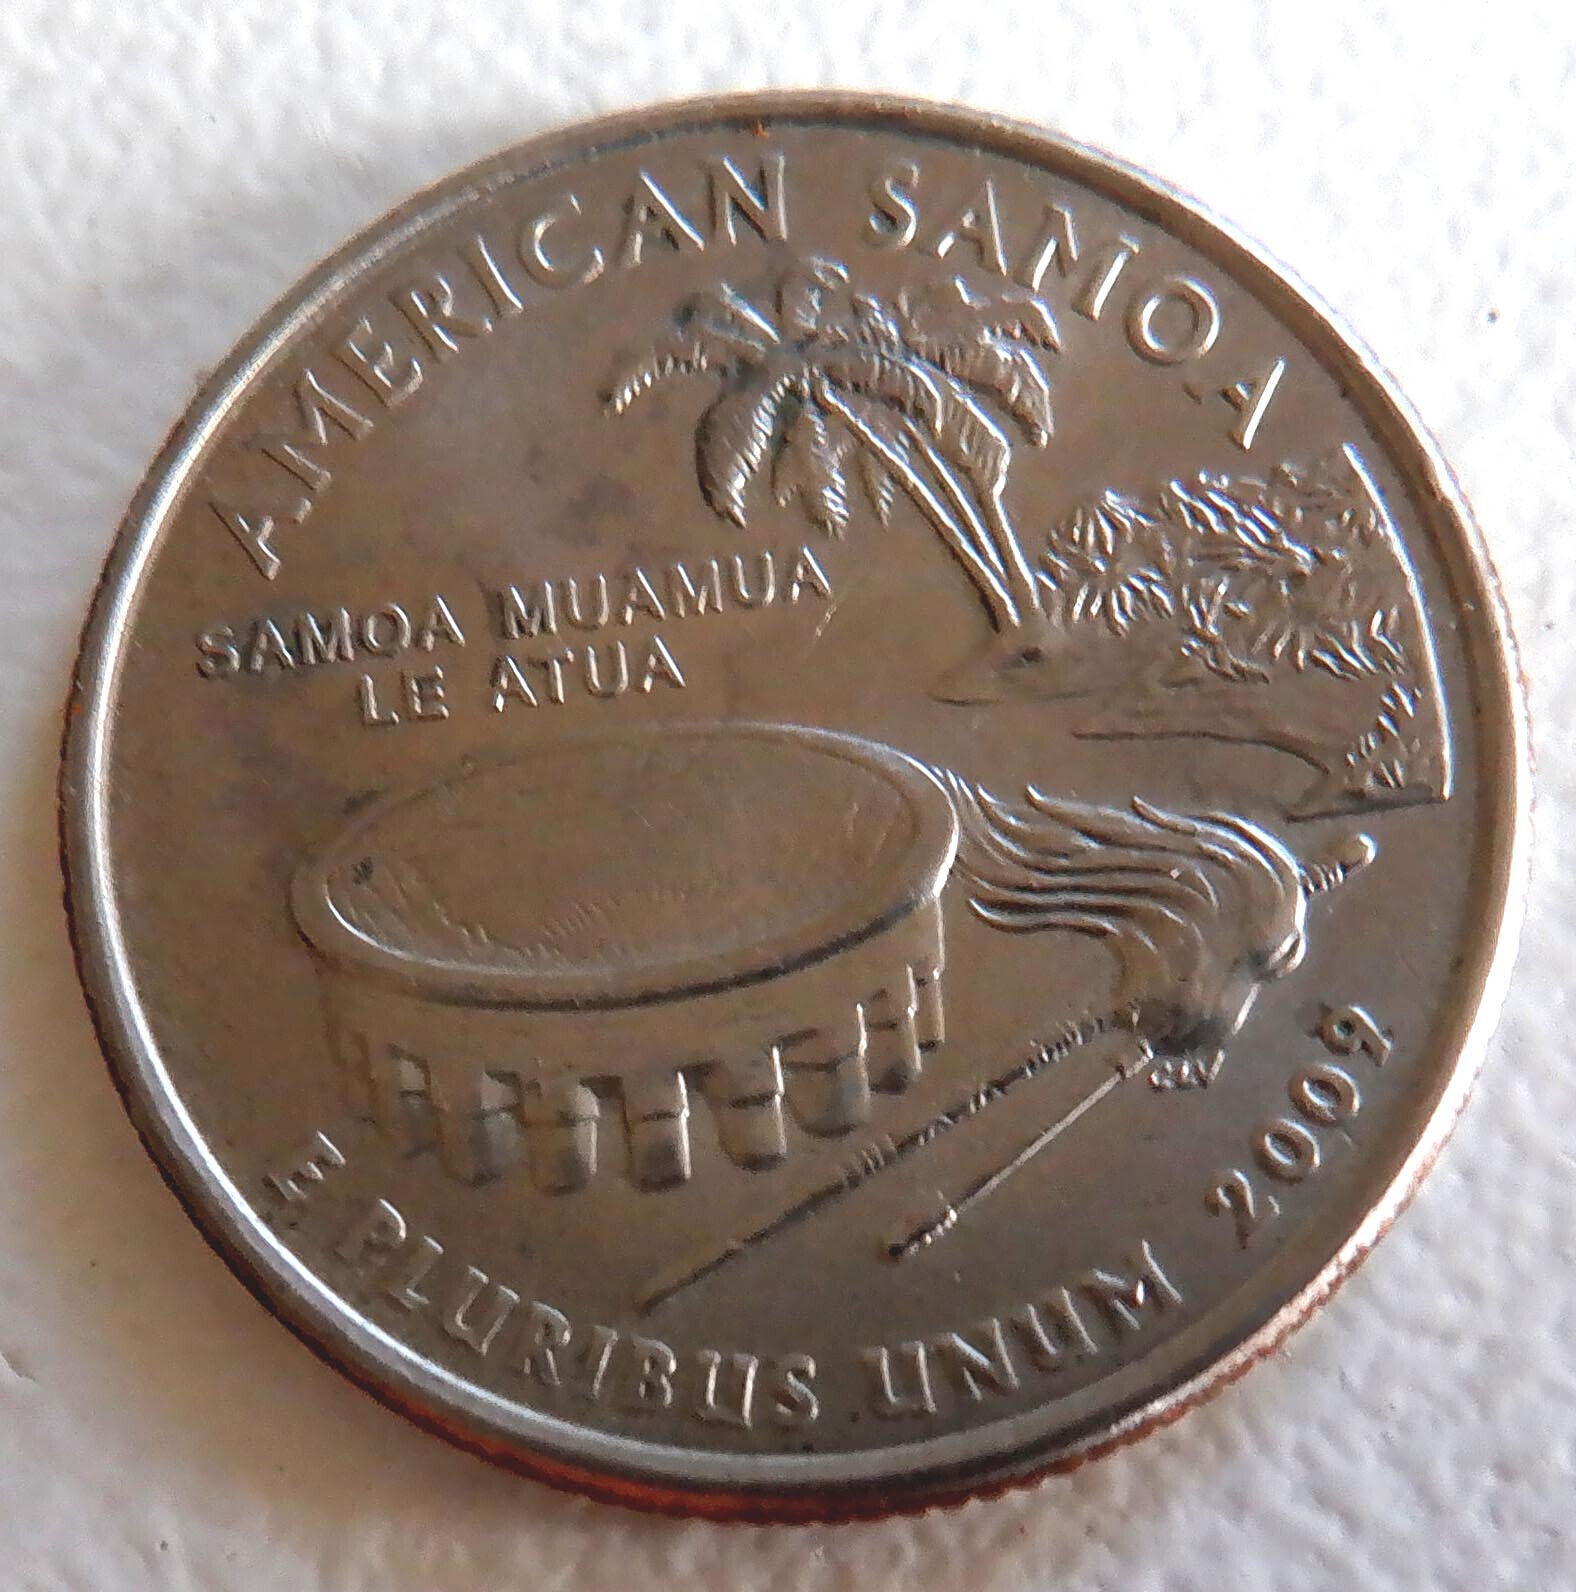 AMERICAN SAMOA
SAMOA MUAMUA
LE ATUA
E PLURIBUS UNUM 2009